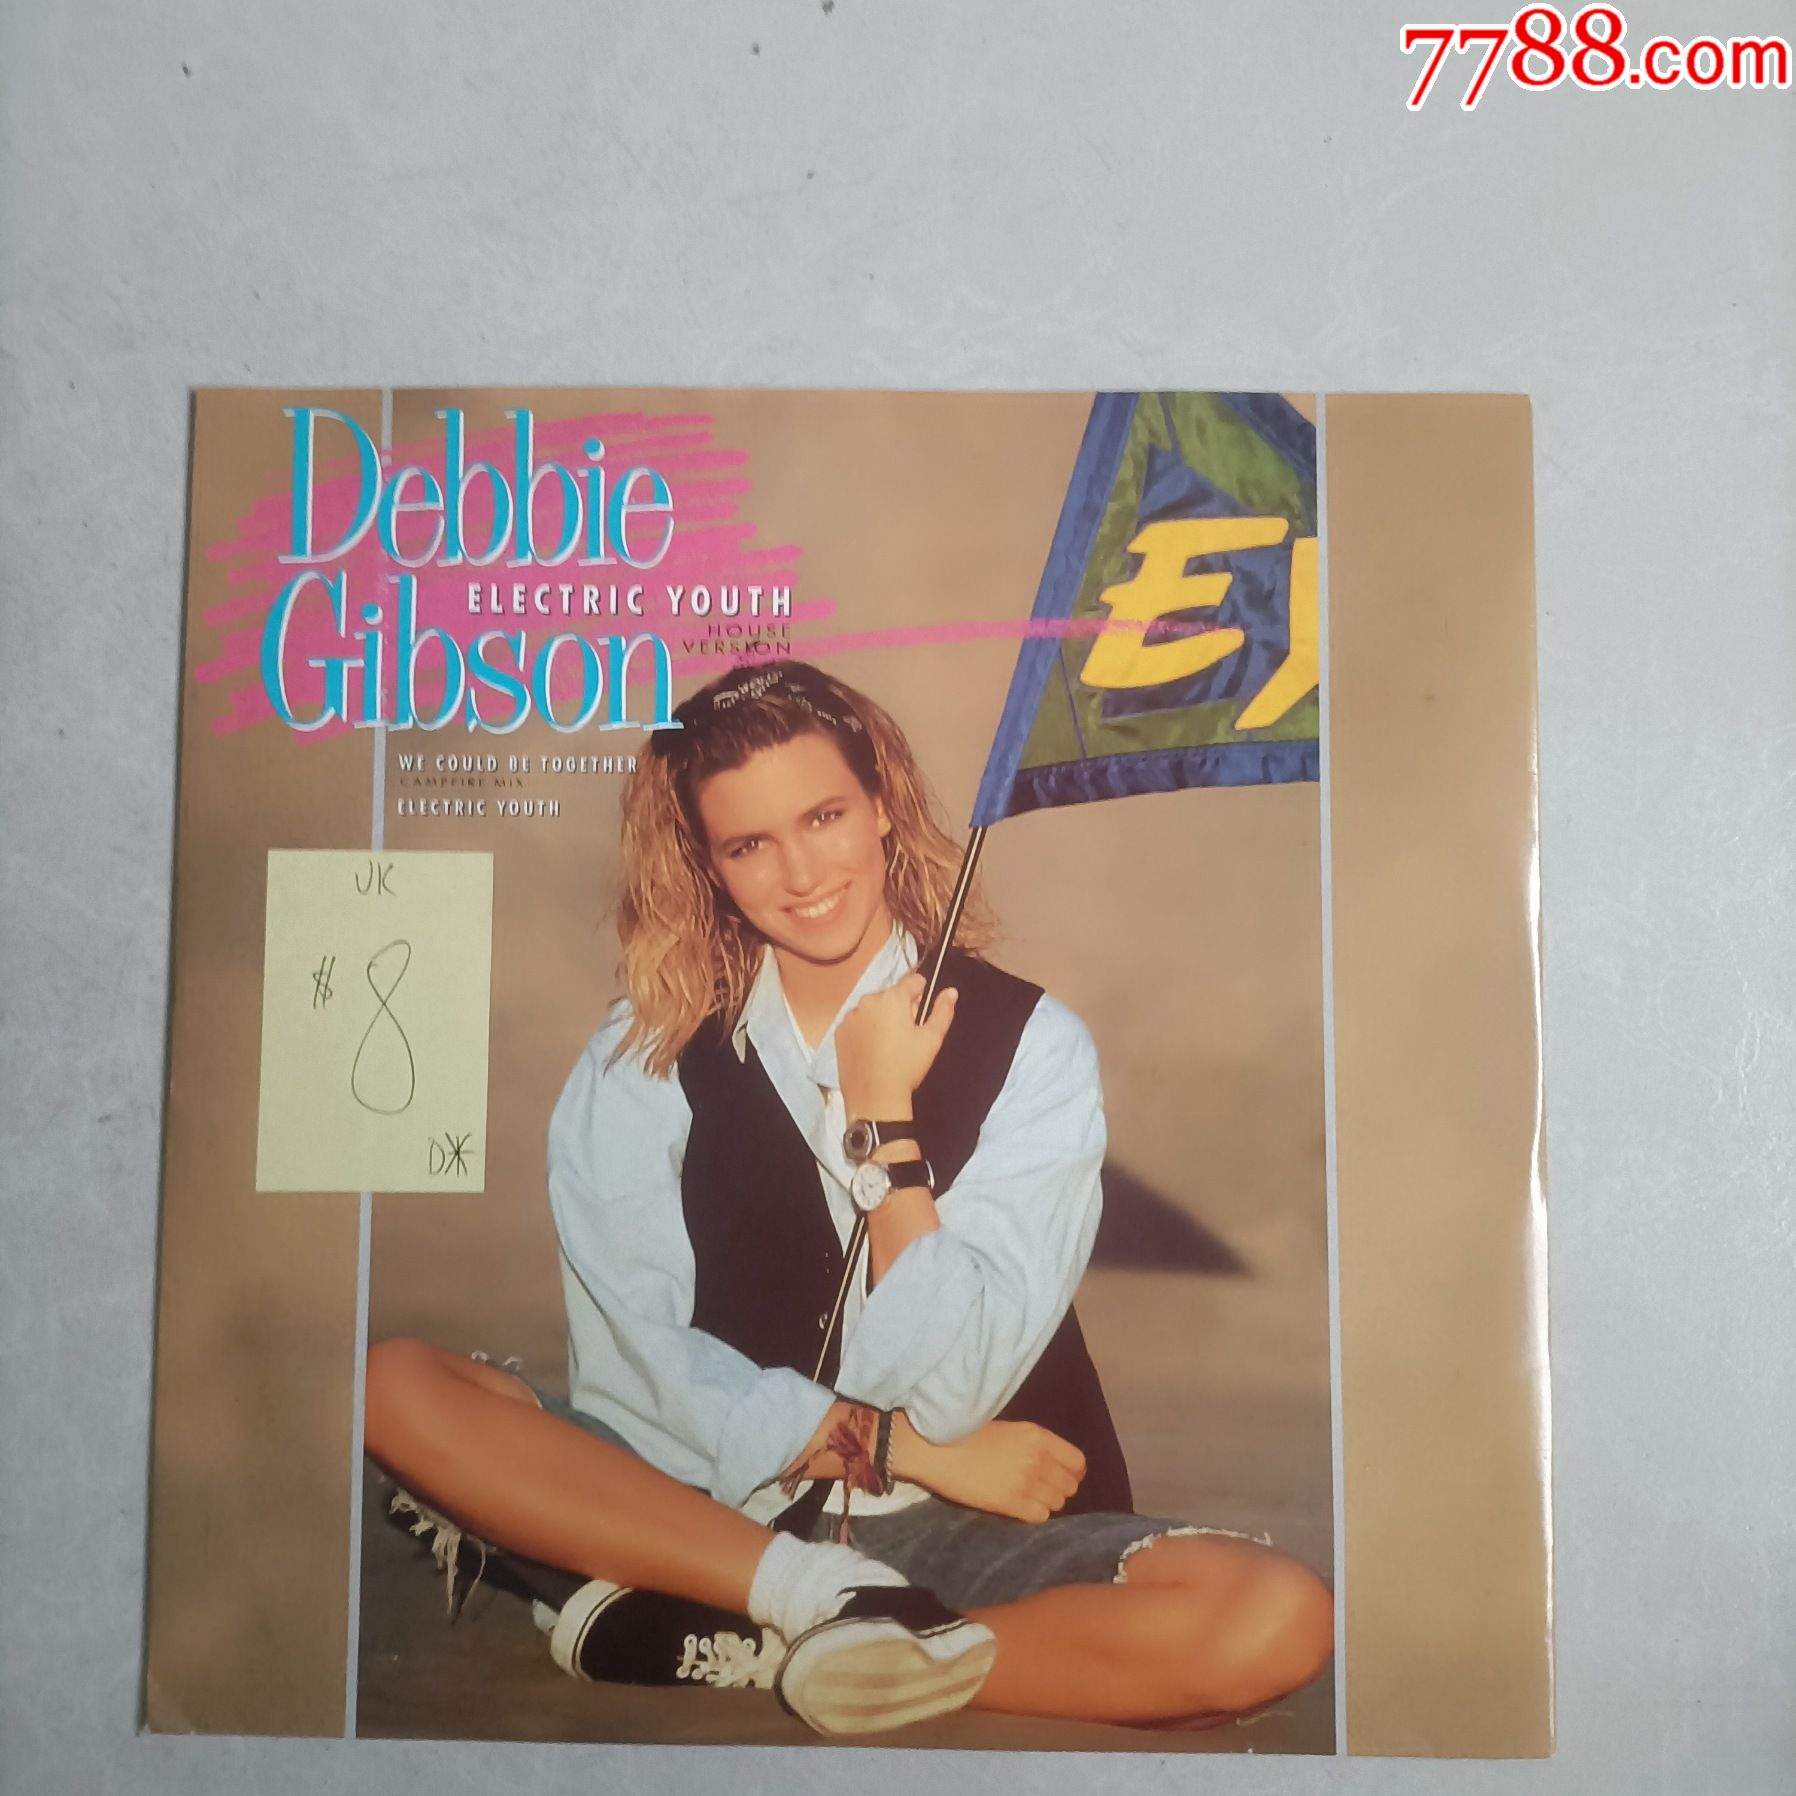 7788.com
Debbie
Gibson
ELECTRIC YOUTH
HOUSE
VERSION
WE COULD BE TOGETHER
CAMPFIRE MIX
ELECTRIC YOUTH
EY
UK
$8